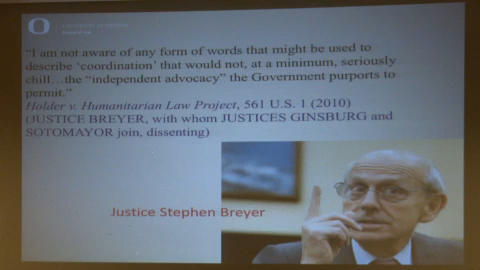 O
"I am not aware of any form of words that might be used to
describe 'coordination' that would not, at a minimum, seriously
chill…the "independent advocacy" the Government purports to
permit."
Holder v. Humanitarian Law Project, 561 U.S. 1 (2010)
(JUSTICE BREYER, with whom JUSTICES GINSBURG and
SOTOMAYOR join, dissenting)
Justice Stephen Breyer